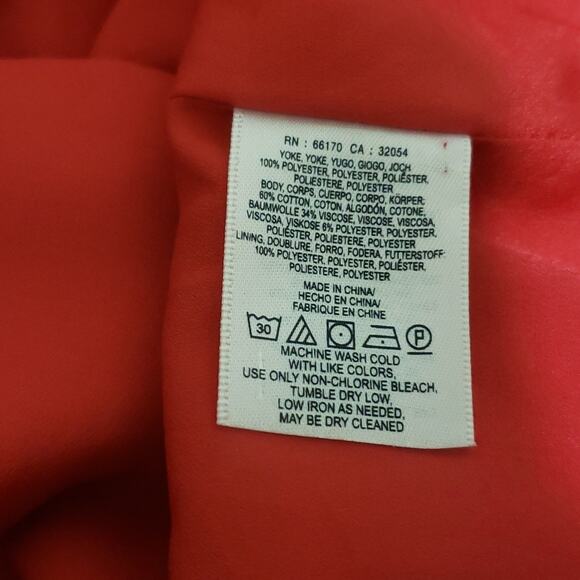 RN : 66170 CA : 32054
YOKE, YOKE, YUGO, GIOGO, JOCH
100% POLYESTER, POLYESTER, POLIÉSTER,
POLIESTERE, POLYESTER
BODY, CORPS, CUERPO, CORPO, KÖRPER:
60% COTTON, COTON, ALGODÓN, COTONE,
BAUMWOLLE 34% VISCOSE, VISCOSE, VISCOSA,
VISCOSA, VISKOSE 6% POLYESTER, POLYESTER,
POLIÉSTER, POLIESTERE, POLYESTER
LINING, DOUBLURE, FORRO, FODERA, FUTTERSTOFF:
100% POLYESTER, POLYESTER, POLIÉSTER,
POLIESTERE, POLYESTER
MADE IN CHINA/
HECHO EN CHINA/
FABRIQUE EN CHINE
30 P
MACHINE WASH COLD
WITH LIKE COLORS,
USE ONLY NON-CHLORINE BLEACH,
TUMBLE DRY LOW,
LOW IRON AS NEEDED,
MAY BE DRY CLEANED